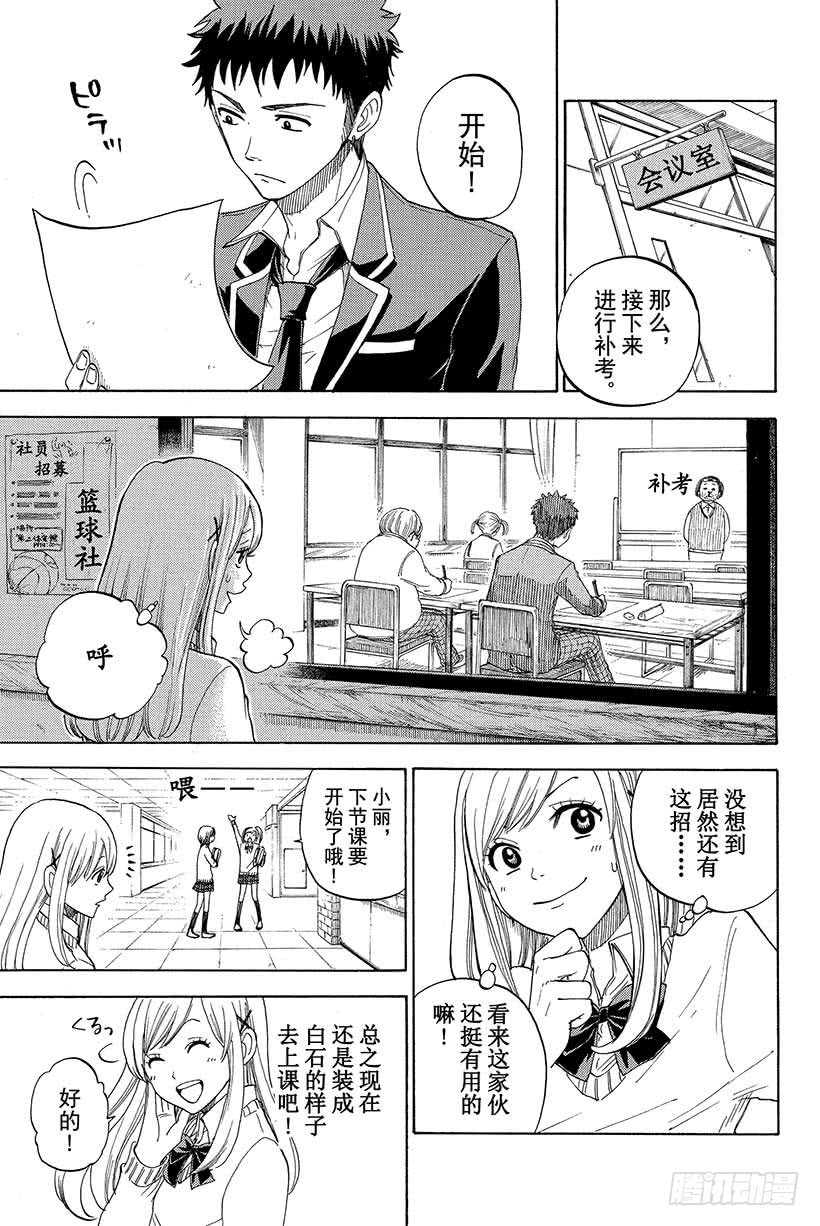 会议室
那么，
接下来
进行补考。
开始！
ピラッ
补考
社员
招募
篮球社
呼
没想到
居然还有
这招……
看来这家伙
还挺有用的
嘛！
小丽，
下节课要
开始了哦！
喂——
总之现在
还是装成
白石的样子
去上课吧！
くるっ
好的！
腾讯动漫